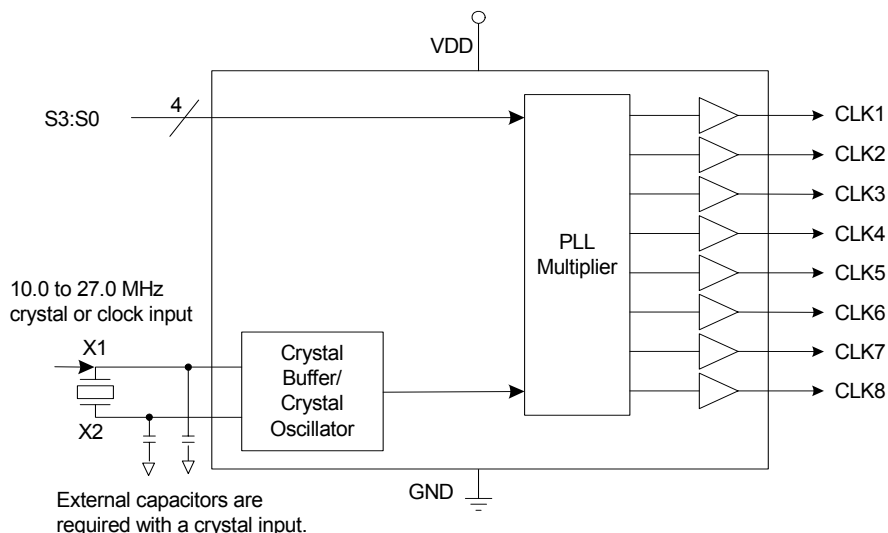 VDD
4
S3:S0
CLK1
CLK2
CLK3
CLK4
CLK5
CLK6
CLK7
CLK8
PLL
Multiplier
10.0 to 27.0 MHz
crystal or clock input
X1
X2
Crystal
Buffer/
Crystal
Oscillator
GND
External capacitors are
required with a crystal input.